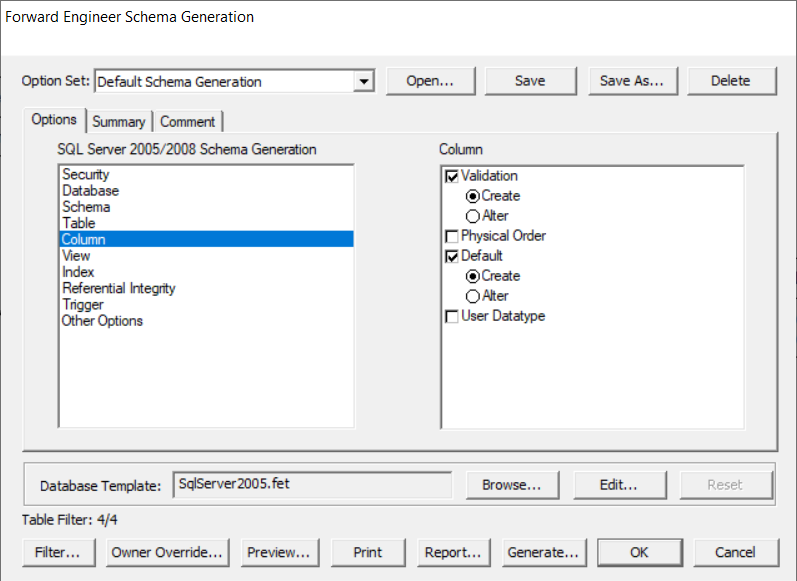 Forward Engineer Schema Generation
Option Set: Default Schema Generation Open... Save Save As... Delete
Options Summary Comment
SQL Server 2005/2008 Schema Generation
Security
Database
Schema
Table
Column
View
Index
Referential Integrity
Trigger
Other Options
Column
Validation
Create
Alter
Physical Order
Default
Create
Alter
User Datatype
Database Template: SqlServer2005.fet Browse... Edit... Reset
Table Filter: 4/4
Filter... Owner Override... Preview... Print Report... Generate... OK Cancel